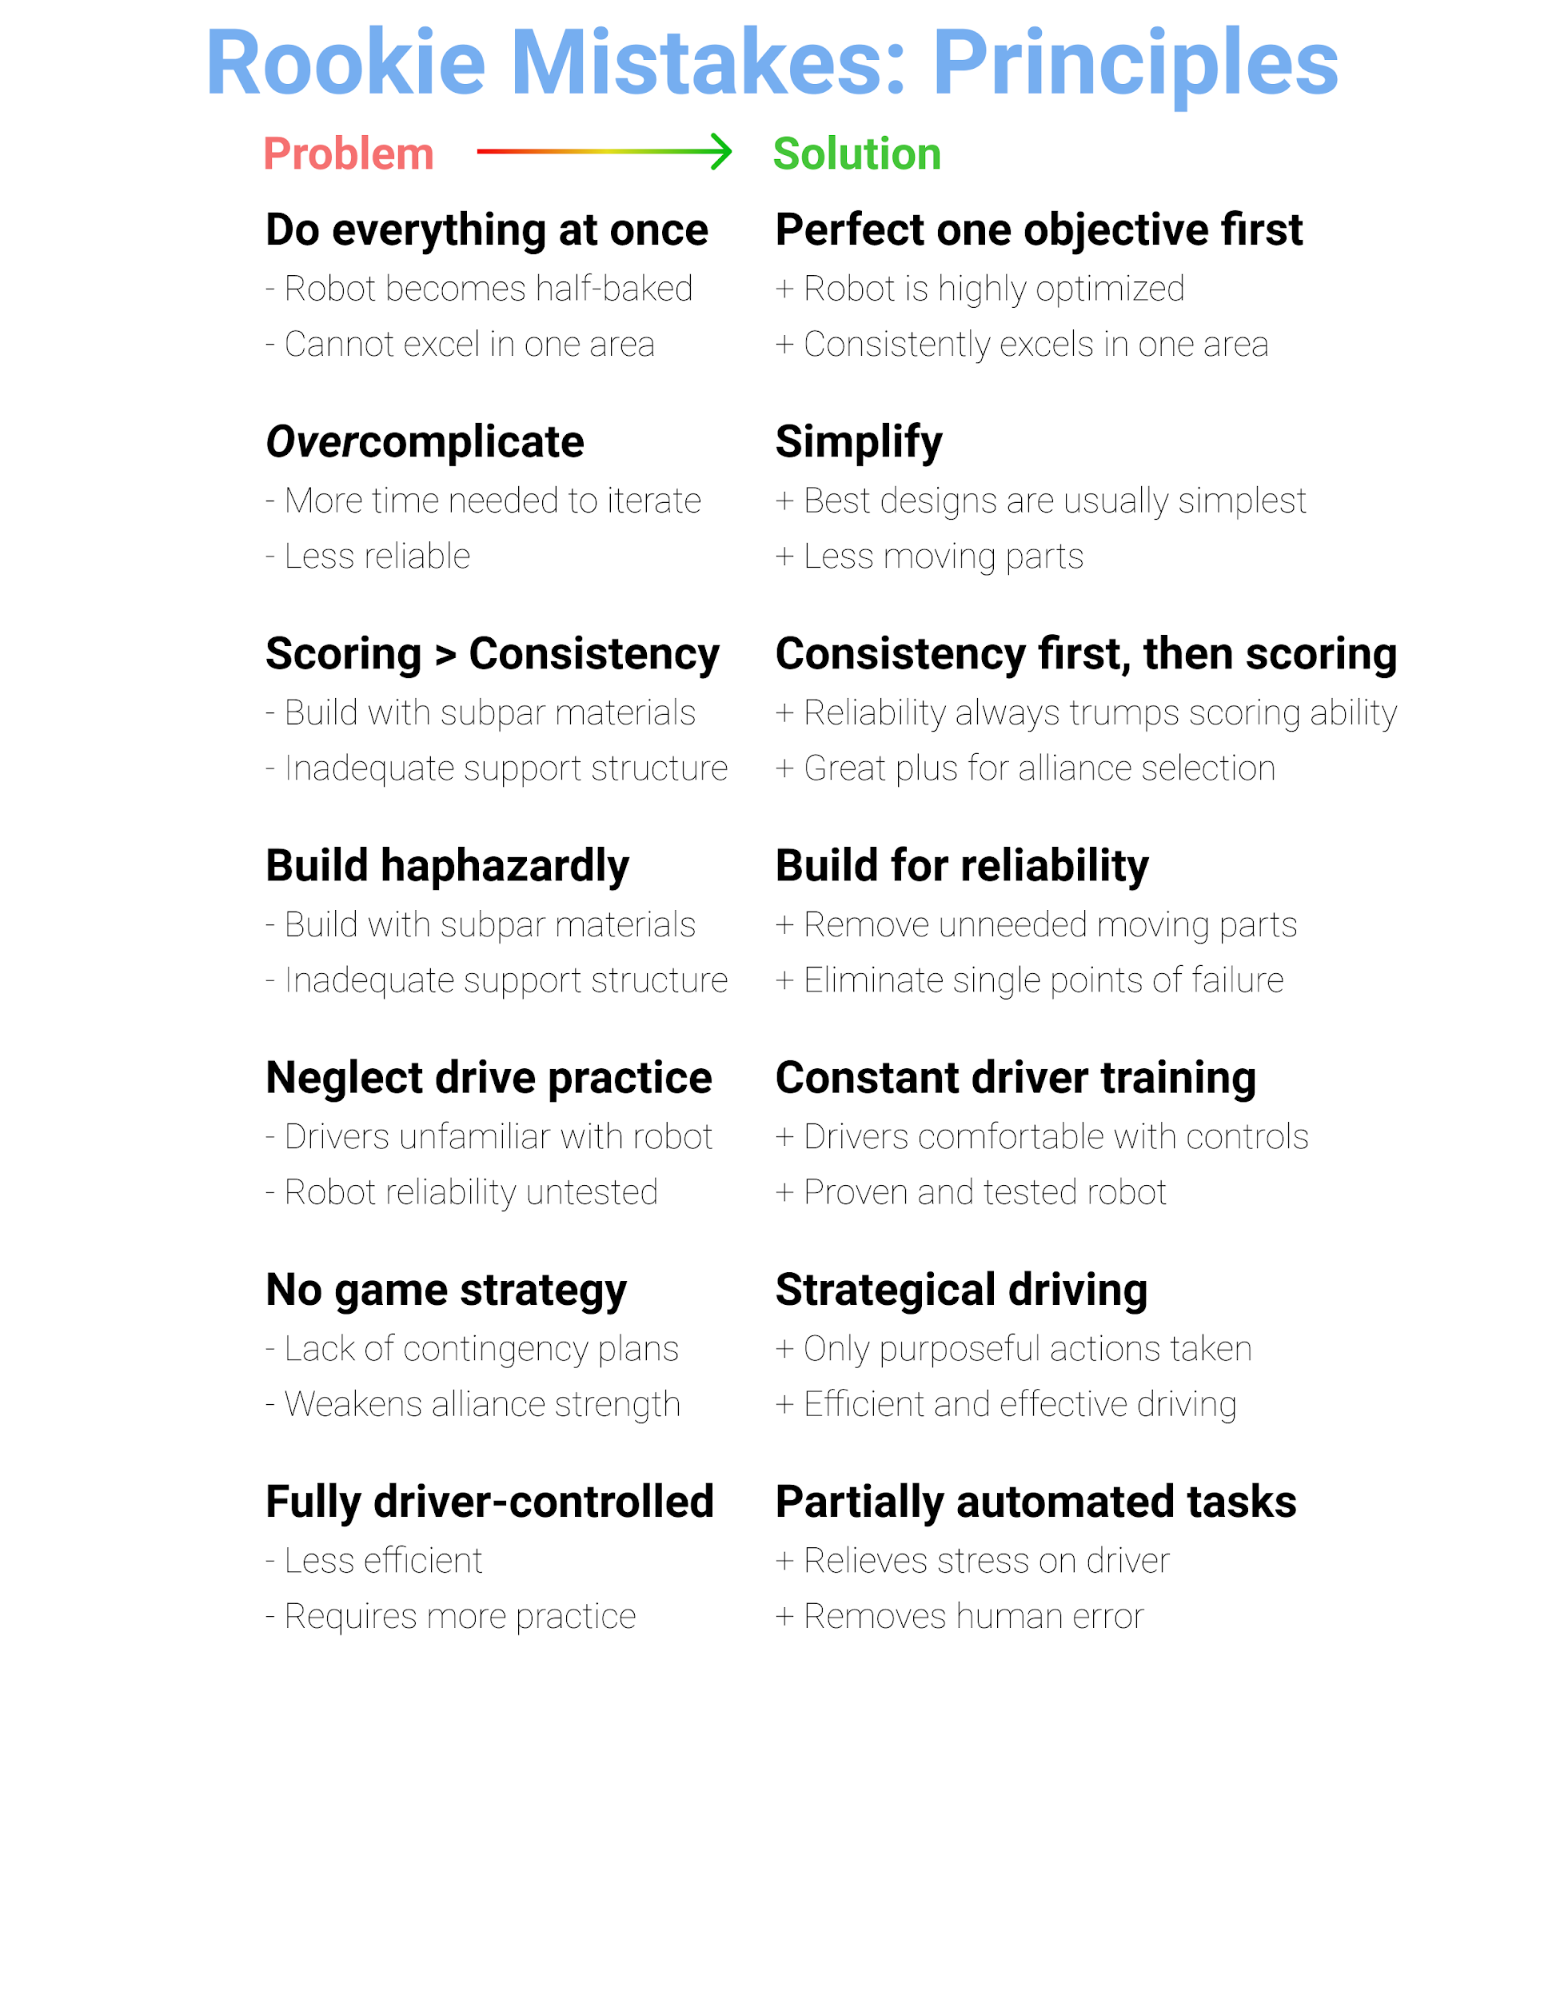 Rookie Mistakes: Principles
Problem
Solution
Do everything at once
- Robot becomes half-baked
- Cannot excel in one area
Perfect one objective first
+ Robot is highly optimized
+ Consistently excels in one area
Overcomplicate
- More time needed to iterate
- Less reliable
Simplify
+ Best designs are usually simplest
+ Less moving parts
Scoring > Consistency
- Build with subpar materials
- Inadequate support structure
Consistency first, then scoring
+ Reliability always trumps scoring ability
+ Great plus for alliance selection
Build haphazardly
- Build with subpar materials
- Inadequate support structure
Build for reliability
+ Remove unneeded moving parts
+ Eliminate single points of failure
Neglect drive practice
- Drivers unfamiliar with robot
- Robot reliability untested
Constant driver training
+ Drivers comfortable with controls
+ Proven and tested robot
No game strategy
- Lack of contingency plans
- Weakens alliance strength
Strategical driving
+ Only purposeful actions taken
+ Efficient and effective driving
Fully driver-controlled
- Less efficient
- Requires more practice
Partially automated tasks
+ Relieves stress on driver
+ Removes human error